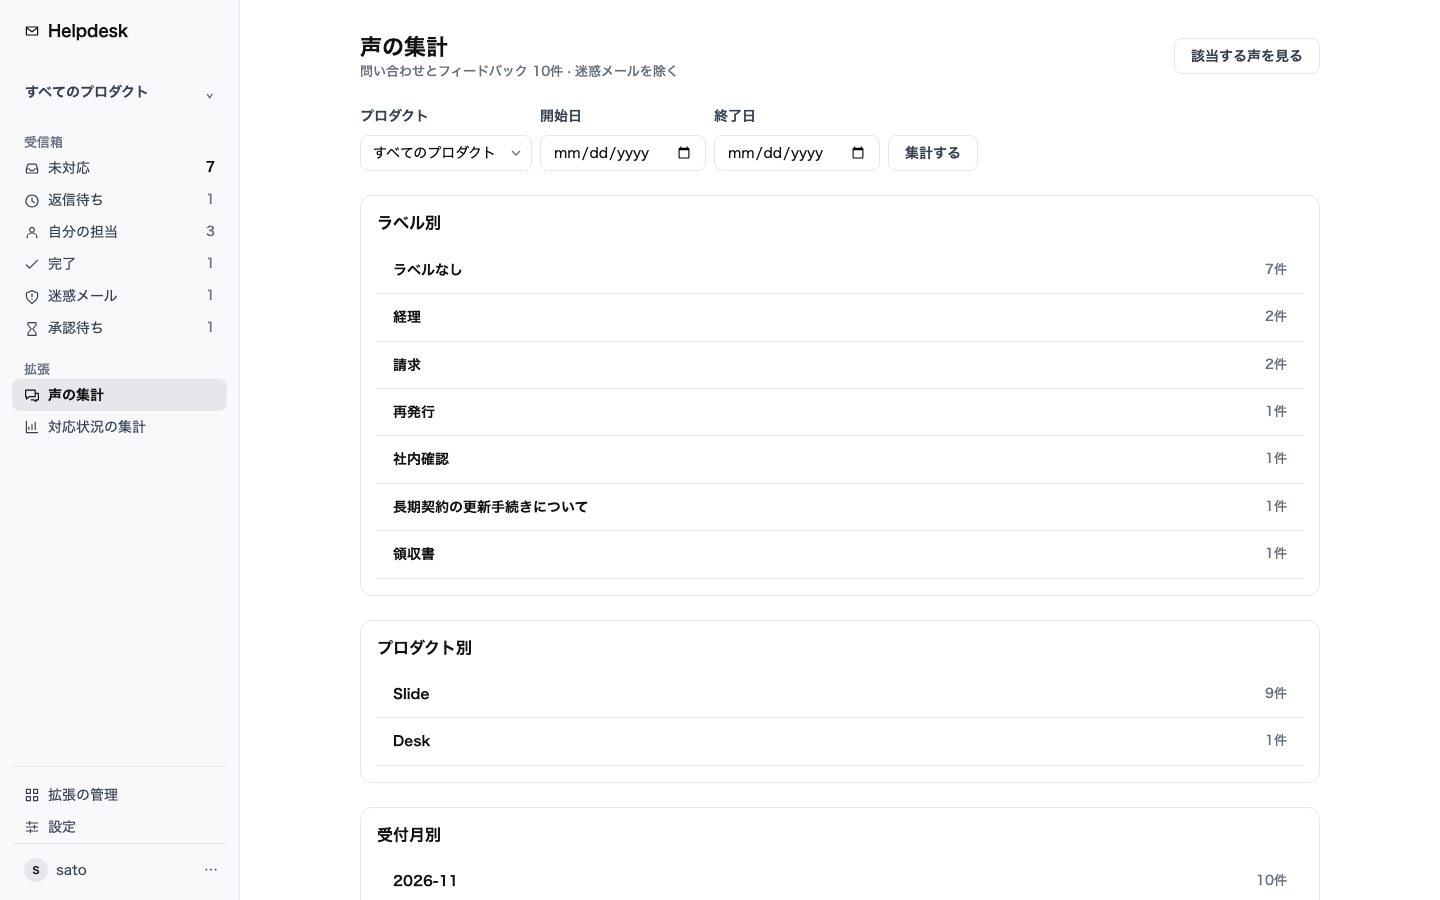 Helpdesk
すべてのプロダクト
受信箱
未対応 7
返信待ち 1
自分の担当 3
完了 1
迷惑メール 1
承認待ち 1
拡張
声の集計
対応状況の集計
拡張の管理
設定
S sato ...
声の集計
問い合わせとフィードバック 10件 · 迷惑メールを除く
該当する声を見る
プロダクト 開始日 終了日
すべてのプロダクト mm/dd/yyyy mm/dd/yyyy 集計する
ラベル別
ラベルなし 7件
経理 2件
請求 2件
再発行 1件
社内確認 1件
長期契約の更新手続きについて 1件
領収書 1件
プロダクト別
Slide 9件
Desk 1件
受付月別
2026-11 10件